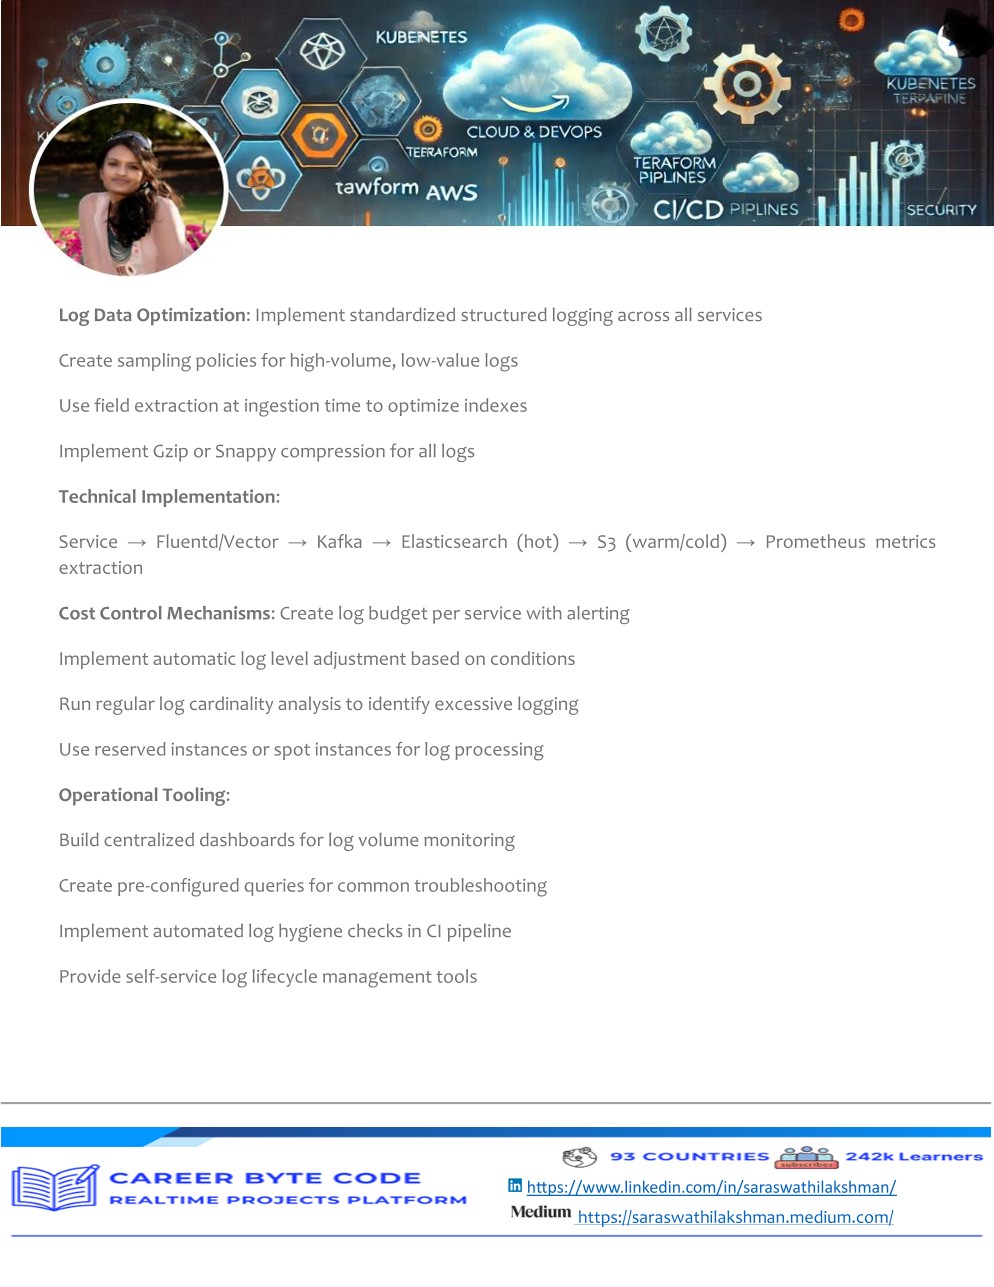 KUBENETES
CLOUD & DEVOPS
TEERAFORM
tawform AWS
TERAFORM
PIPLINES
CI/CD PIPLINES
KUBENETES
TERPAFINE
SECURITY
Log Data Optimization: Implement standardized structured logging across all services
Create sampling policies for high-volume, low-value logs
Use field extraction at ingestion time to optimize indexes
Implement Gzip or Snappy compression for all logs
Technical Implementation:
Service → Fluentd/Vector → Kafka → Elasticsearch (hot) → S3 (warm/cold) → Prometheus metrics
extraction
Cost Control Mechanisms: Create log budget per service with alerting
Implement automatic log level adjustment based on conditions
Run regular log cardinality analysis to identify excessive logging
Use reserved instances or spot instances for log processing
Operational Tooling:
Build centralized dashboards for log volume monitoring
Create pre-configured queries for common troubleshooting
Implement automated log hygiene checks in CI pipeline
Provide self-service log lifecycle management tools
CAREER BYTE CODE
REALTIME PROJECTS PLATFORM
93 COUNTRIES subscriber 242k Learners
https://www.linkedin.com/in/saraswathilakshman/
Medium https://saraswathilakshman.medium.com/